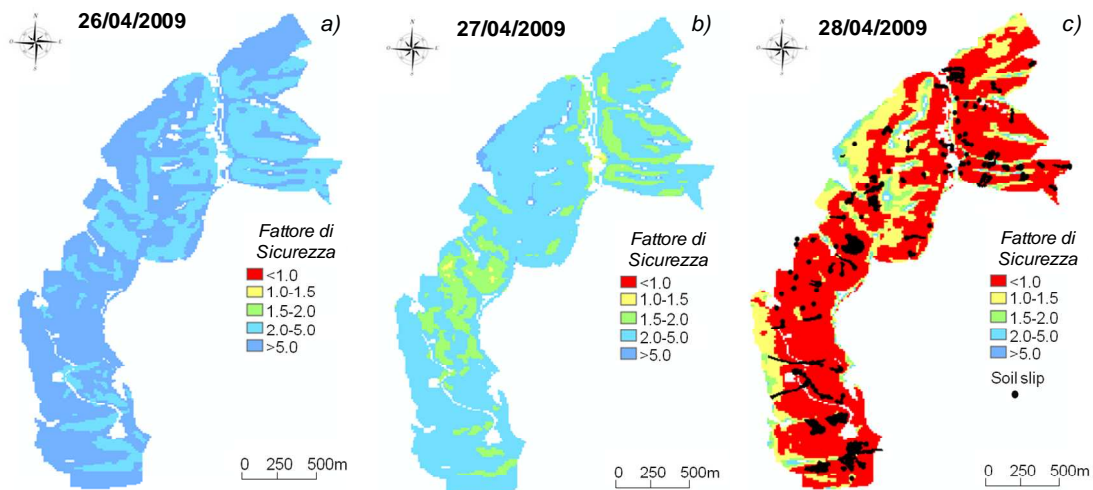 26/04/2009
a)
N
O
E
S
Fattore di
Sicurezza
<1.0
1.0-1.5
1.5-2.0
2.0-5.0
>5.0
0 250 500m
27/04/2009
b)
N
O
E
S
Fattore di
Sicurezza
<1.0
1.0-1.5
1.5-2.0
2.0-5.0
>5.0
0 250 500m
28/04/2009
c)
N
O
E
S
Fattore di
Sicurezza
<1.0
1.0-1.5
1.5-2.0
2.0-5.0
>5.0
Soil slip
0 250 500m